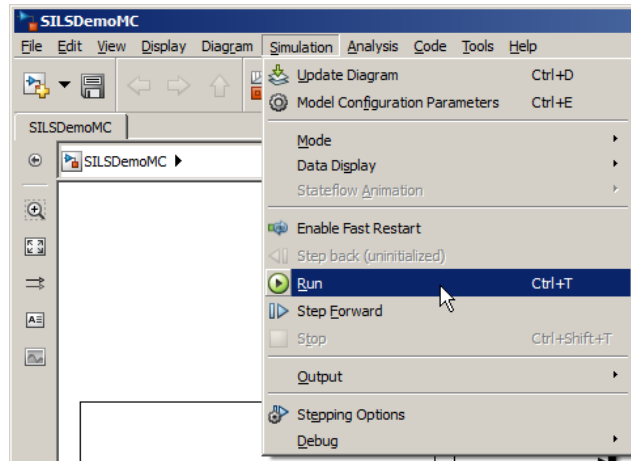 SILSDemoMC
File Edit View Display Diagram Simulation Analysis Code Tools Help
Update Diagram Ctrl+D
Model Configuration Parameters Ctrl+E
SILSDemoMC
Mode
SILSDemoMC
Data Display
Stateflow Animation
Enable Fast Restart
Step back (uninitialized)
Run Ctrl+T
Step Forward
Stop Ctrl+Shift+T
Output
Stepping Options
Debug